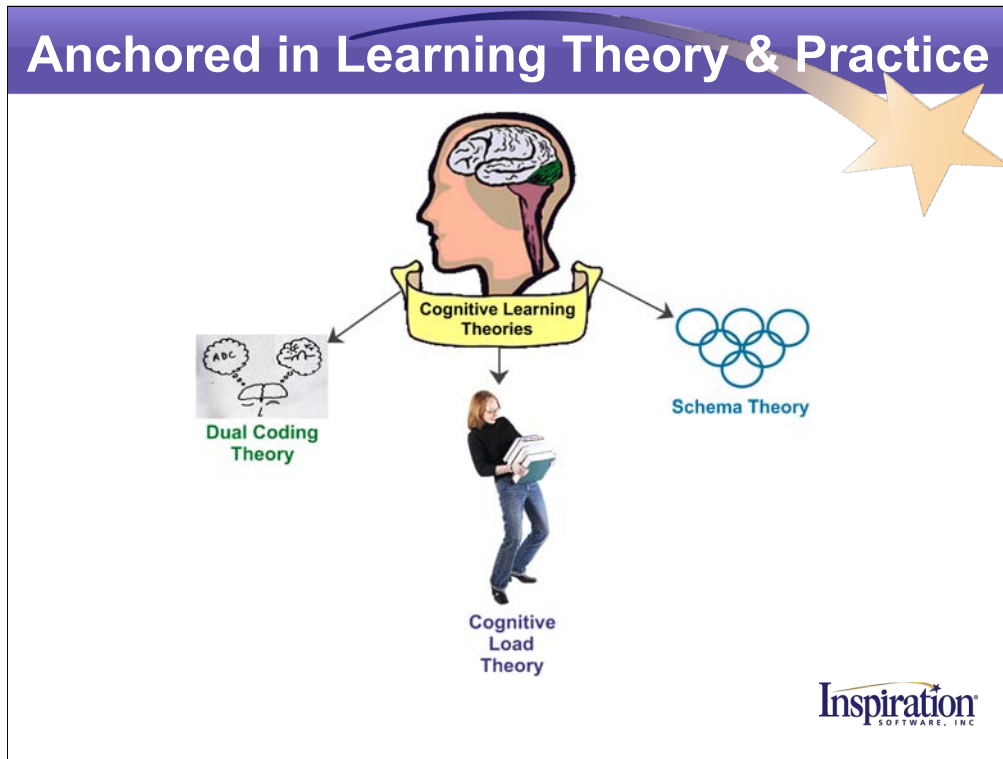 Anchored in Learning Theory & Practice
Cognitive Learning
Theories
ABC
Dual Coding
Theory
Schema Theory
Cognitive
Load
Theory
Inspiration®
SOFTWARE, INC